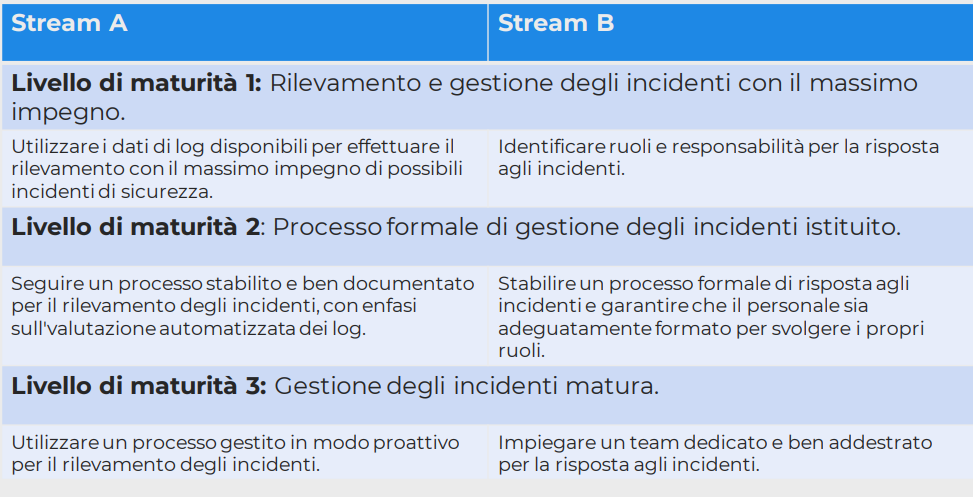 Stream A
Stream B
Livello di maturità 1: Rilevamento e gestione degli incidenti con il massimo
impegno.
Utilizzare i dati di log disponibili per effettuare il
rilevamento con il massimo impegno di possibili
incidenti di sicurezza.
Identificare ruoli e responsabilità per la risposta
agli incidenti.
Livello di maturità 2: Processo formale di gestione degli incidenti istituito.
Seguire un processo stabilito e ben documentato
per il rilevamento degli incidenti, con enfasi
sull'valutazione automatizzata dei log.
Stabilire un processo formale di risposta agli
incidenti e garantire che il personale sia
adeguatamente formato per svolgere i propri
ruoli.
Livello di maturità 3: Gestione degli incidenti matura.
Utilizzare un processo gestito in modo proattivo
per il rilevamento degli incidenti.
Impiegare un team dedicato e ben addestrato
per la risposta agli incidenti.